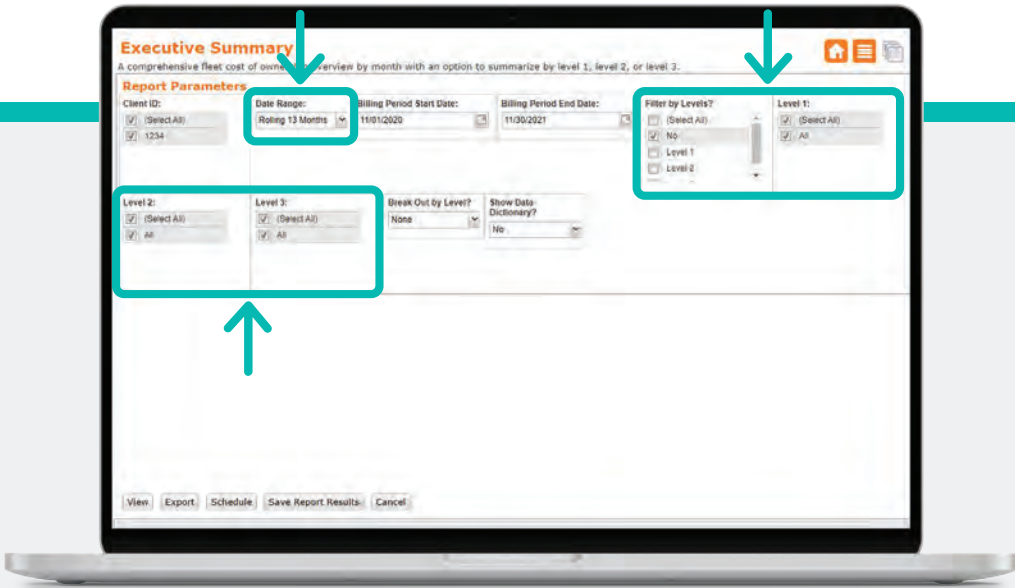 Executive Summary
A comprehensive fleet cost of overview by month with an option to summarize by level 1, level 2, or level 3.
Report Parameters
Client ID:
(Select All)
1234
Date Range:
Rolling 13 Months
Billing Period Start Date:
11/01/2020
Billing Period End Date:
11/30/2021
Filter by Levels?
(Select All)
No
Level 1
Level 2
Level 1:
(Select All)
All
Level 2:
(Select All)
All
Level 3:
(Select All)
All
Break Out by Level?
None
Show Data
Dictionary?
No
View Export Schedule Save Report Results Cancel